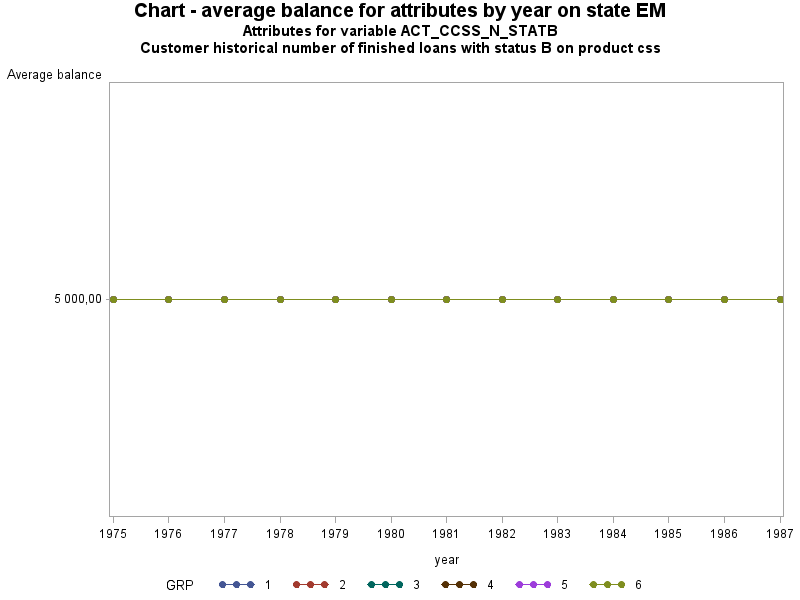 Chart - average balance for attributes by year on state EM
Attributes for variable ACT_CCSS_N_STATB
Customer historical number of finished loans with status B on product css
Average balance
5 000,00
1975 1976 1977 1978 1979 1980 1981 1982 1983 1984 1985 1986 1987
year
GRP 1 2 3 4 5 6